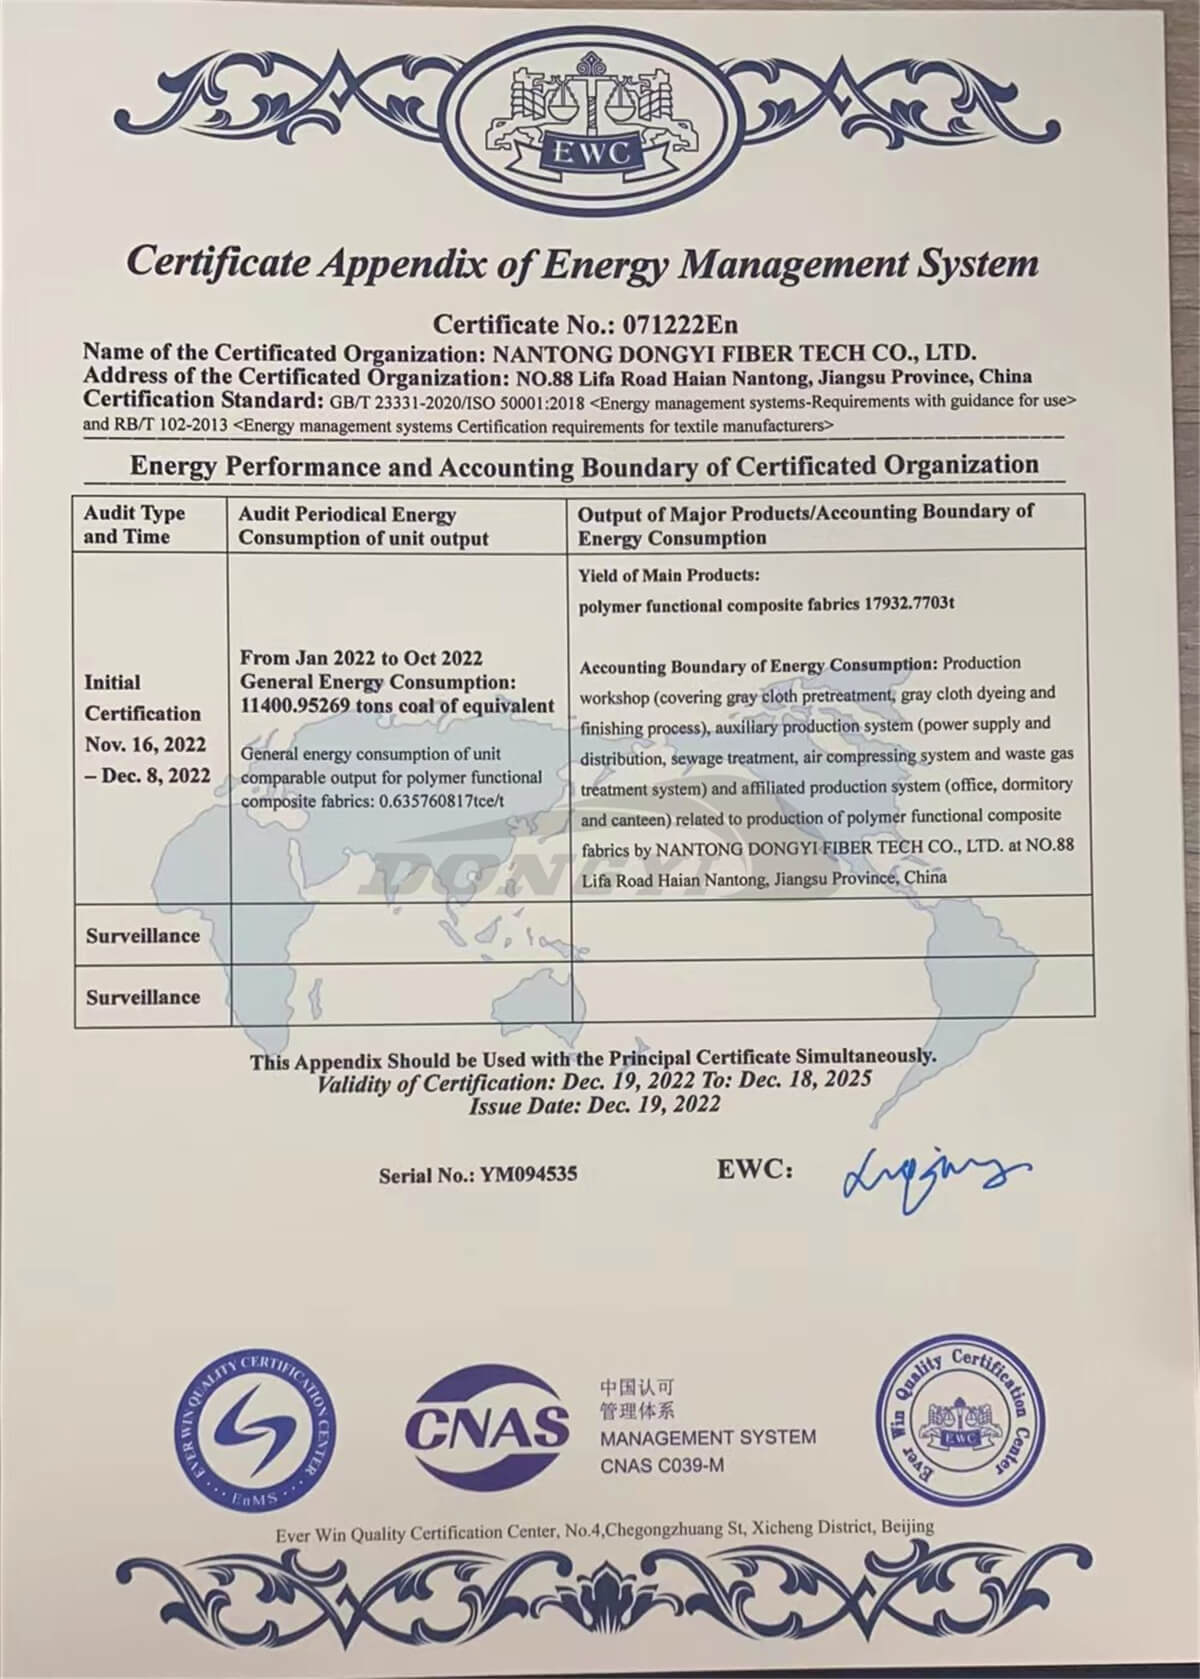 EWC
Certificate Appendix of Energy Management System
Certificate No.: 071222En
Name of the Certificated Organization: NANTONG DONGYI FIBER TECH CO., LTD.
Address of the Certificated Organization: NO.88 Lifa Road Haian Nantong, Jiangsu Province, China
Certification Standard: GB/T 23331-2020/ISO 50001:2018 <Energy management systems-Requirements with guidance for use>
and RB/T 102-2013 <Energy management systems Certification requirements for textile manufacturers>
Energy Performance and Accounting Boundary of Certificated Organization
Audit Type
and Time
Audit Periodical Energy
Consumption of unit output
Output of Major Products/Accounting Boundary of
Energy Consumption
Initial
Certification
Nov. 16, 2022
– Dec. 8, 2022
From Jan 2022 to Oct 2022
General Energy Consumption:
11400.95269 tons coal of equivalent
General energy consumption of unit
comparable output for polymer functional
composite fabrics: 0.635760817tce/t
Yield of Main Products:
polymer functional composite fabrics 17932.7703t
Accounting Boundary of Energy Consumption: Production
workshop (covering gray cloth pretreatment, gray cloth dyeing and
finishing process), auxiliary production system (power supply and
distribution, sewage treatment, air compressing system and waste gas
treatment system) and affiliated production system (office, dormitory
and canteen) related to production of polymer functional composite
fabrics by NANTONG DONGYI FIBER TECH CO., LTD. at NO.88
Lifa Road Haian Nantong, Jiangsu Province, China
DONGYI
Surveillance
Surveillance
This Appendix Should be Used with the Principal Certificate Simultaneously.
Validity of Certification: Dec. 19, 2022 To: Dec. 18, 2025
Issue Date: Dec. 19, 2022
Serial No.: YM094535
EWC:
EVER WIN QUALITY CERTIFICATION CENTER
EnMS
CNAS
中国认可
管理体系
MANAGEMENT SYSTEM
CNAS C039-M
Ever Win Quality Certification Center
EWC
Ever Win Quality Certification Center, No.4,Chegongzhuang St, Xicheng District, Beijing